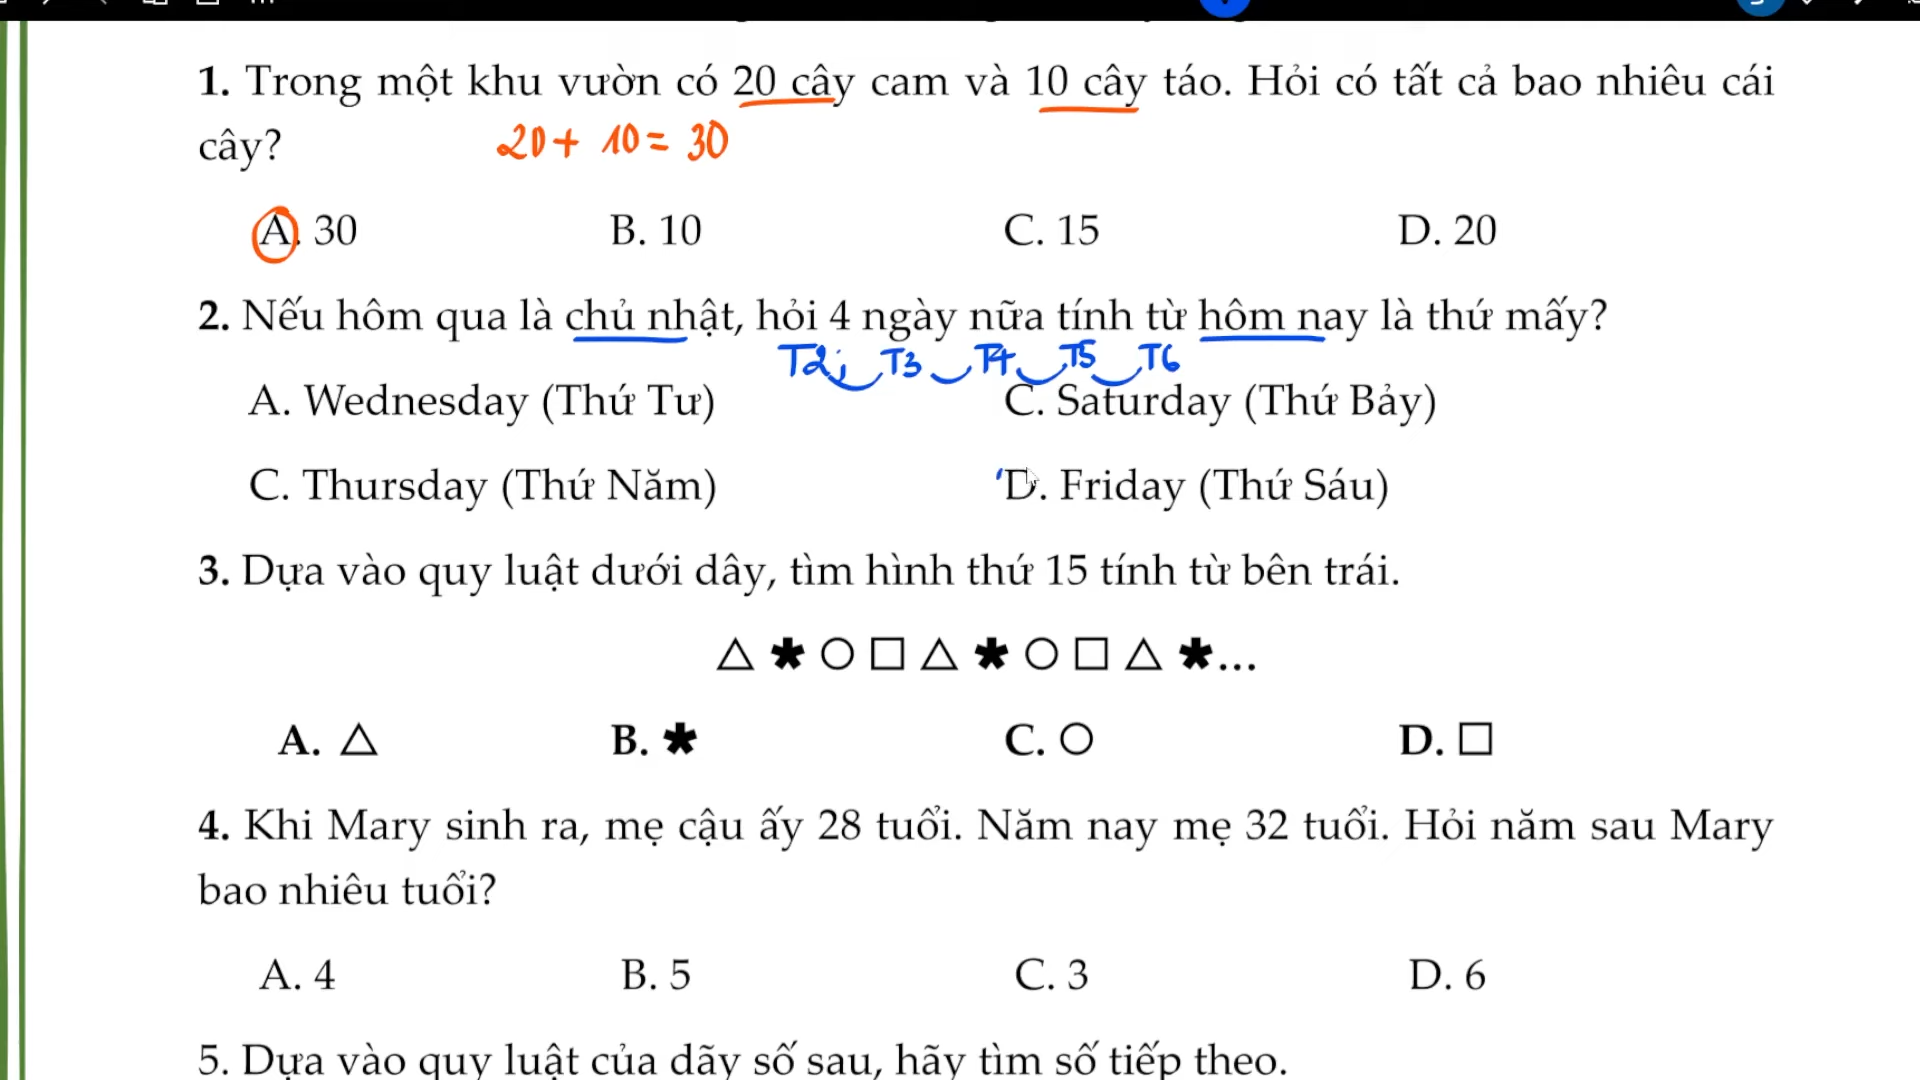 1. Trong một khu vườn có 20 cây cam và 10 cây táo. Hỏi có tất cả bao nhiêu cái
cây?
20 + 10 = 30
A. 30 B. 10 C. 15 D. 20
2. Nếu hôm qua là chủ nhật, hỏi 4 ngày nữa tính từ hôm nay là thứ mấy?
T2; T3 T4 T5 T6
A. Wednesday (Thứ Tư) C. Saturday (Thứ Bảy)
C. Thursday (Thứ Năm) D. Friday (Thứ Sáu)
3. Dựa vào quy luật dưới dây, tìm hình thứ 15 tính từ bên trái.
△ * ○ □ △ * ○ □ △ *...
A. △ B. * C. ○ D. □
4. Khi Mary sinh ra, mẹ cậu ấy 28 tuổi. Năm nay mẹ 32 tuổi. Hỏi năm sau Mary
bao nhiêu tuổi?
A. 4 B. 5 C. 3 D. 6
5. Dựa vào quy luật của dãy số sau, hãy tìm số tiếp theo.